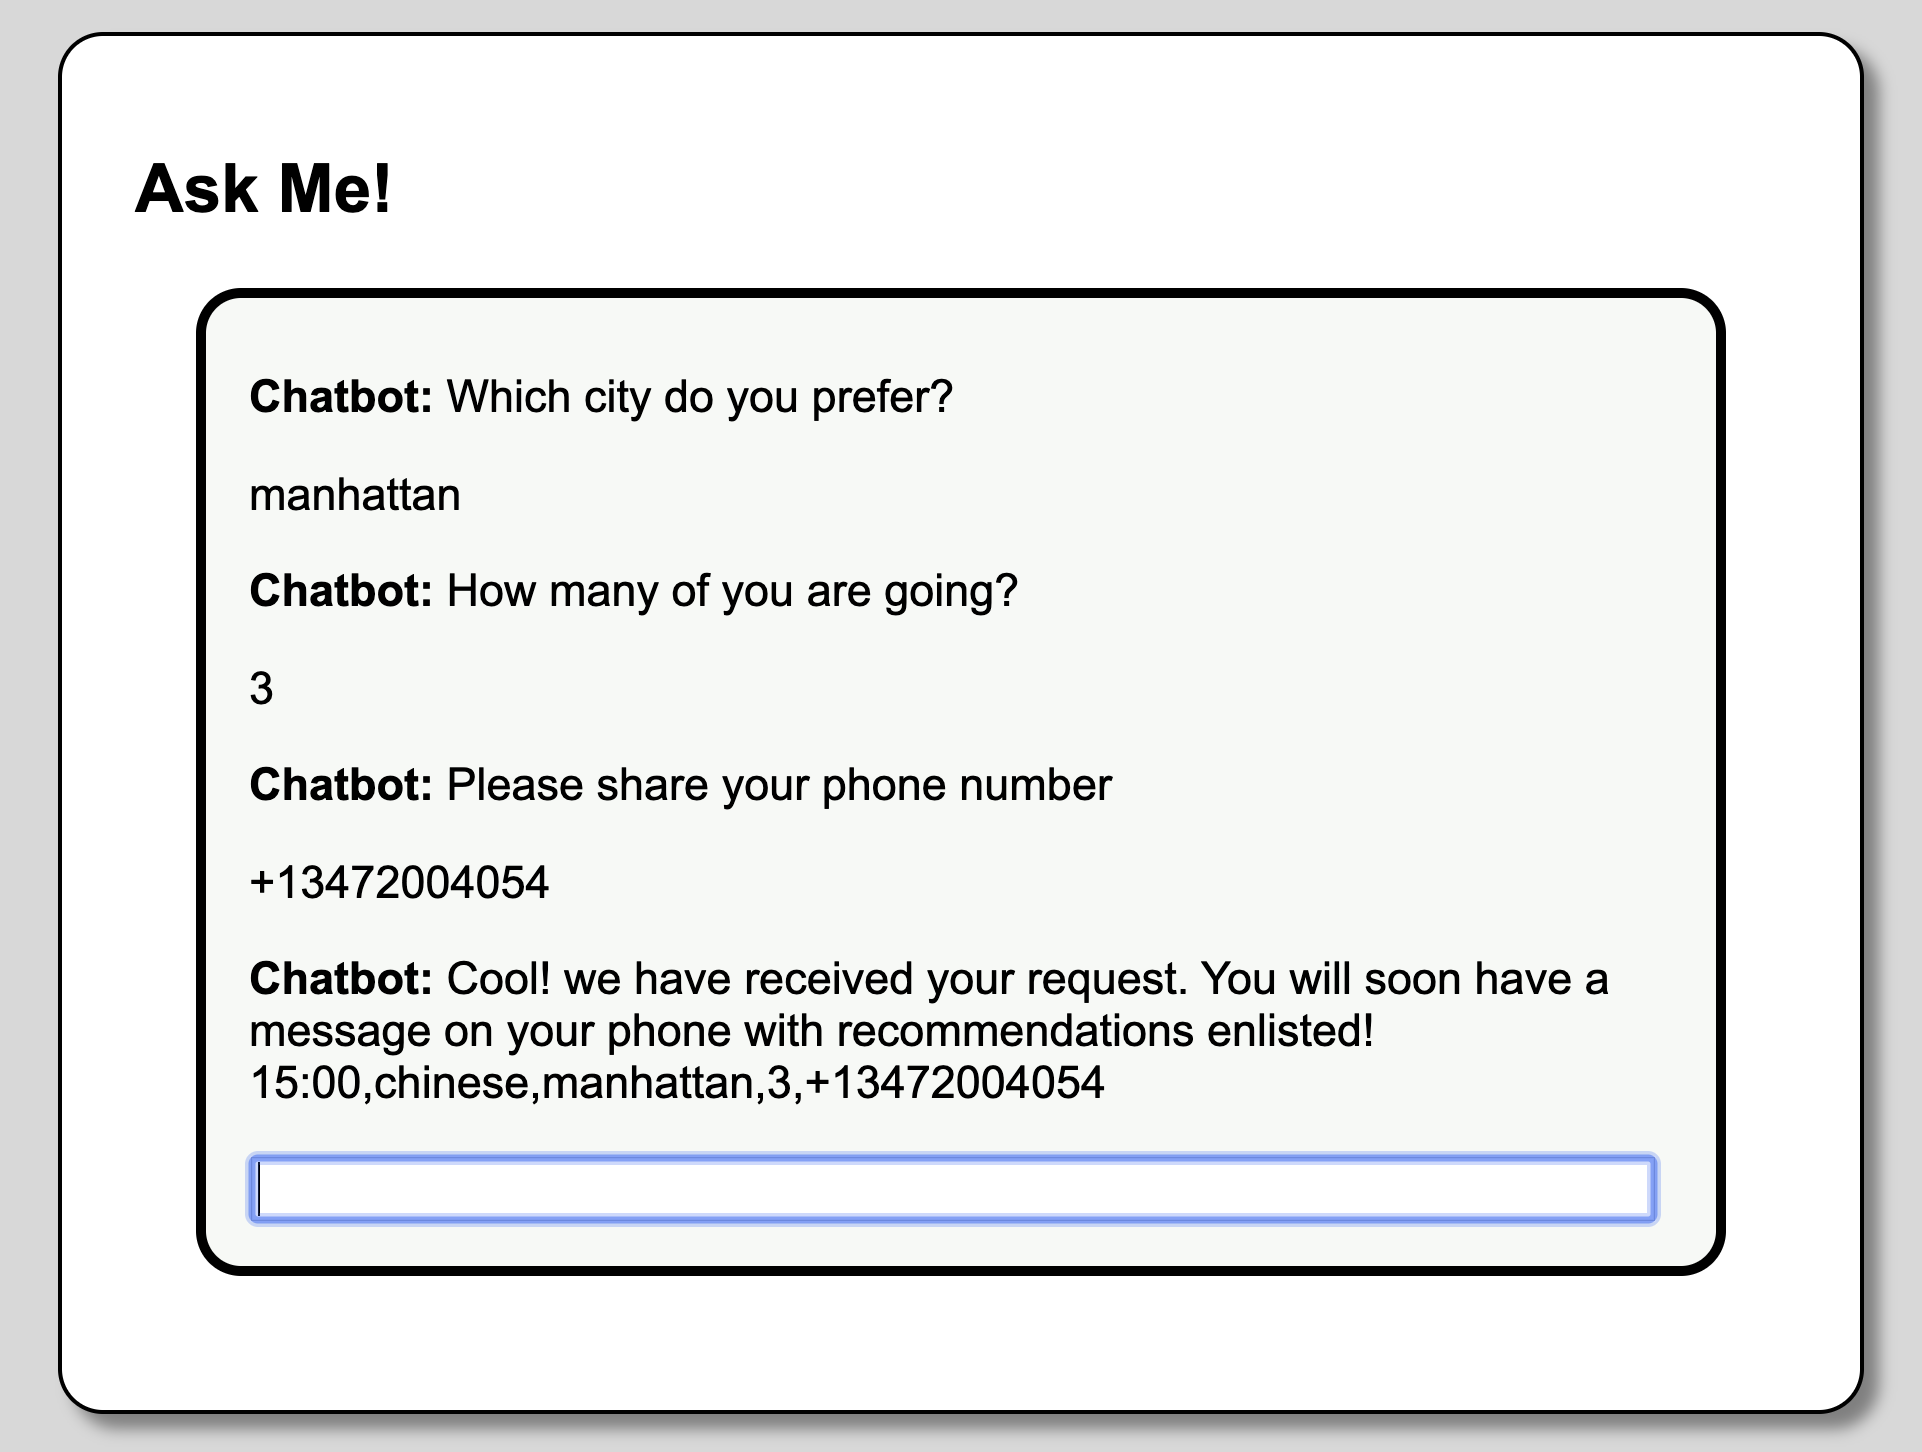 Ask Me!
Chatbot: Which city do you prefer?
manhattan
Chatbot: How many of you are going?
3
Chatbot: Please share your phone number
+13472004054
Chatbot: Cool! we have received your request. You will soon have a
message on your phone with recommendations enlisted!
15:00,chinese,manhattan,3,+13472004054